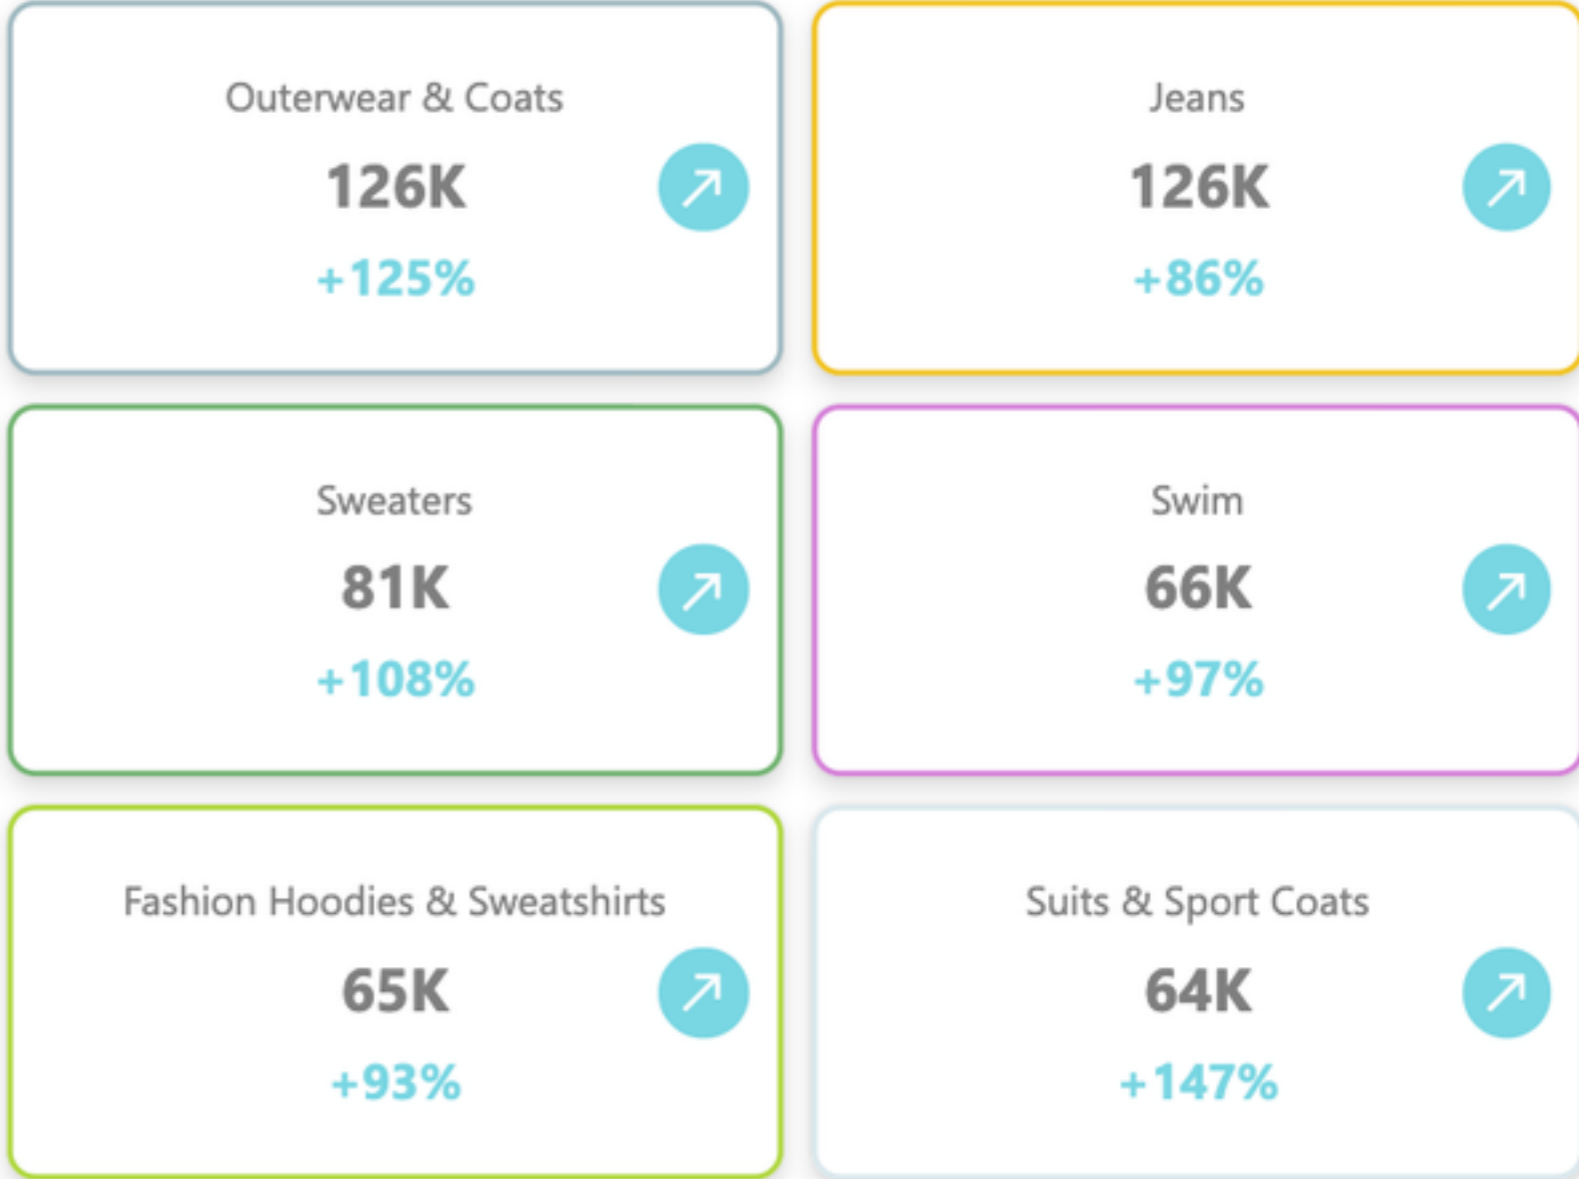 Outerwear & Coats
126K
+125%
Jeans
126K
+86%
Sweaters
81K
+108%
Swim
66K
+97%
Fashion Hoodies & Sweatshirts
65K
+93%
Suits & Sport Coats
64K
+147%